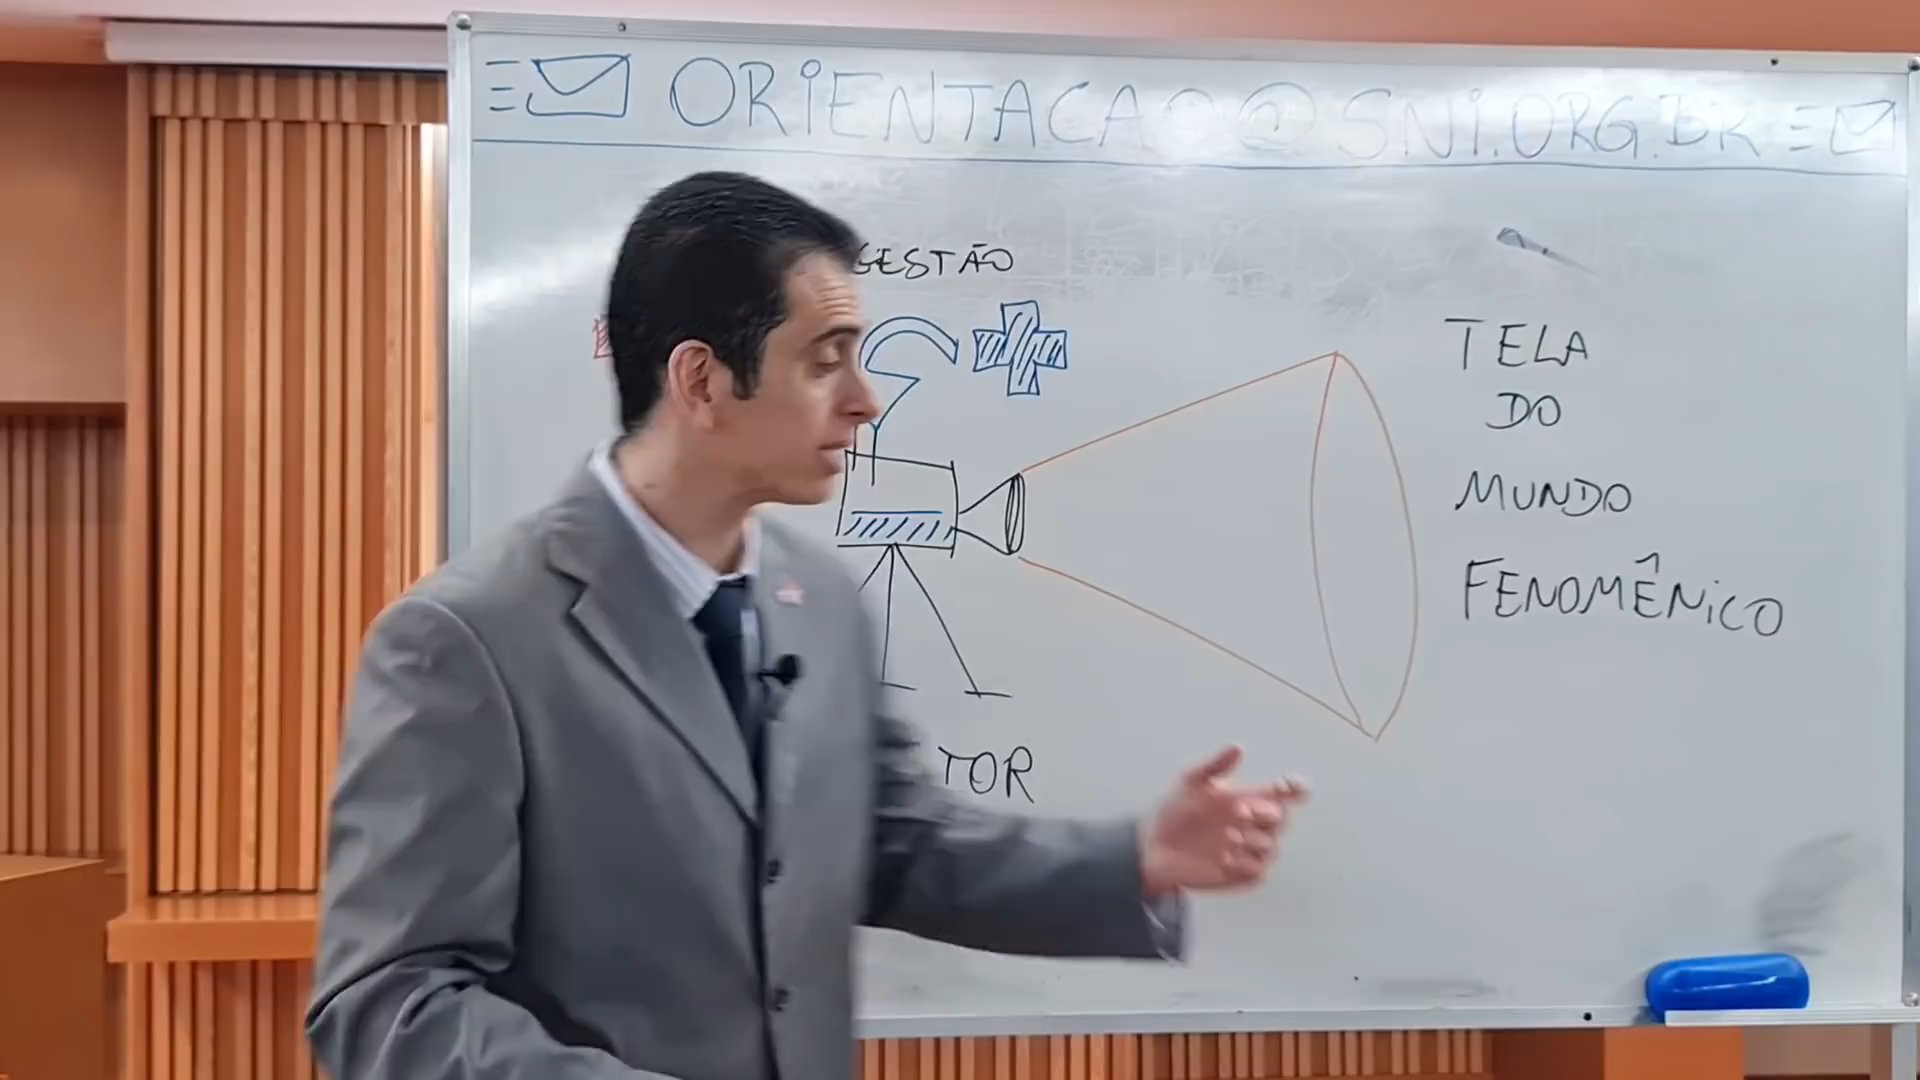 ORIENTACAO@SNI.ORG.BR
GESTÃO
TELA
DO
MUNDO
FENOMÊNICO
TOR